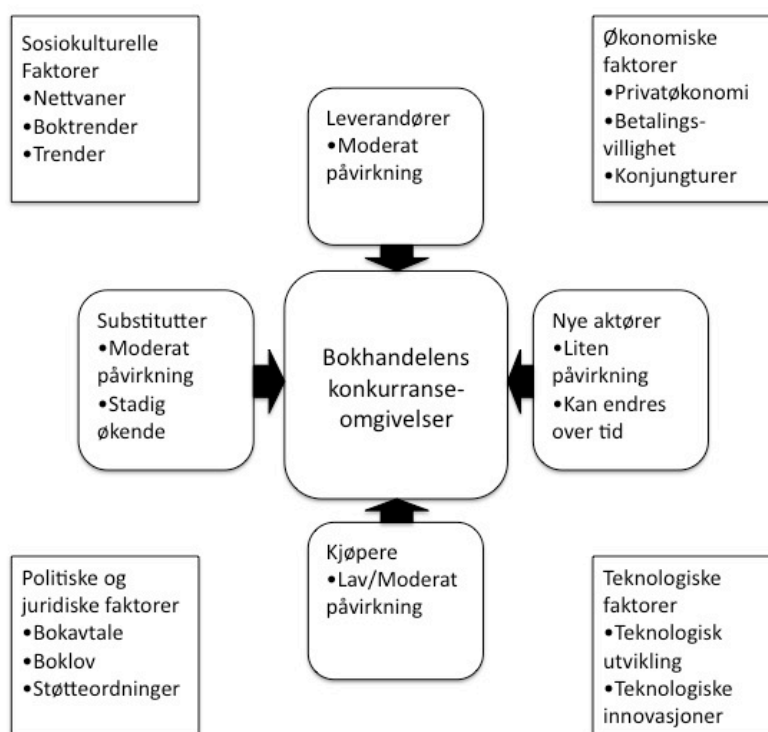 Sosiokulturelle
Faktorer
•Nettvaner
•Boktrender
•Trender
Økonomiske
faktorer
•Privatøkonomi
•Betalings-
villighet
•Konjungturer
Leverandører
•Moderat
påvirkning
Substitutter
•Moderat
påvirkning
•Stadig
økende
Bokhandelens
konkurranse-
omgivelser
Nye aktører
•Liten
påvirkning
•Kan endres
over tid
Kjøpere
•Lav/Moderat
påvirkning
Politiske og
juridiske faktorer
•Bokavtale
•Boklov
•Støtteordninger
Teknologiske
faktorer
•Teknologisk
utvikling
•Teknologiske
innovasjoner